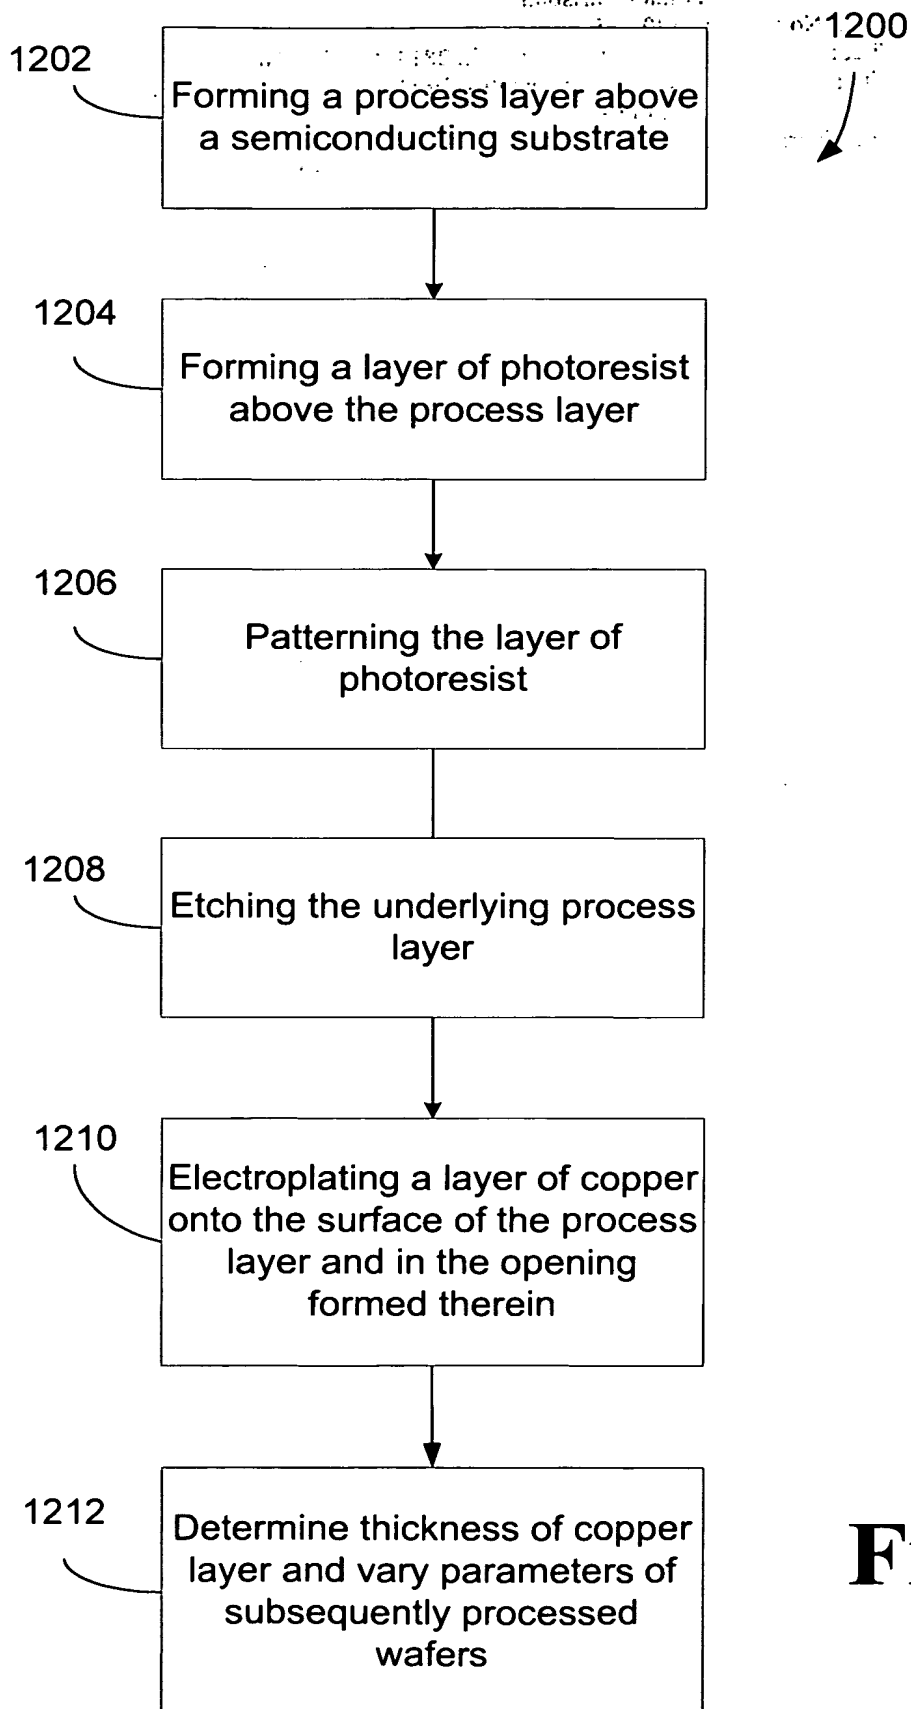 1200
1202
Forming a process layer above
a semiconducting substrate
1204
Forming a layer of photoresist
above the process layer
1206
Patterning the layer of
photoresist
1208
Etching the underlying process
layer
1210
Electroplating a layer of copper
onto the surface of the process
layer and in the opening
formed therein
1212
Determine thickness of copper
layer and vary parameters of
subsequently processed
wafers